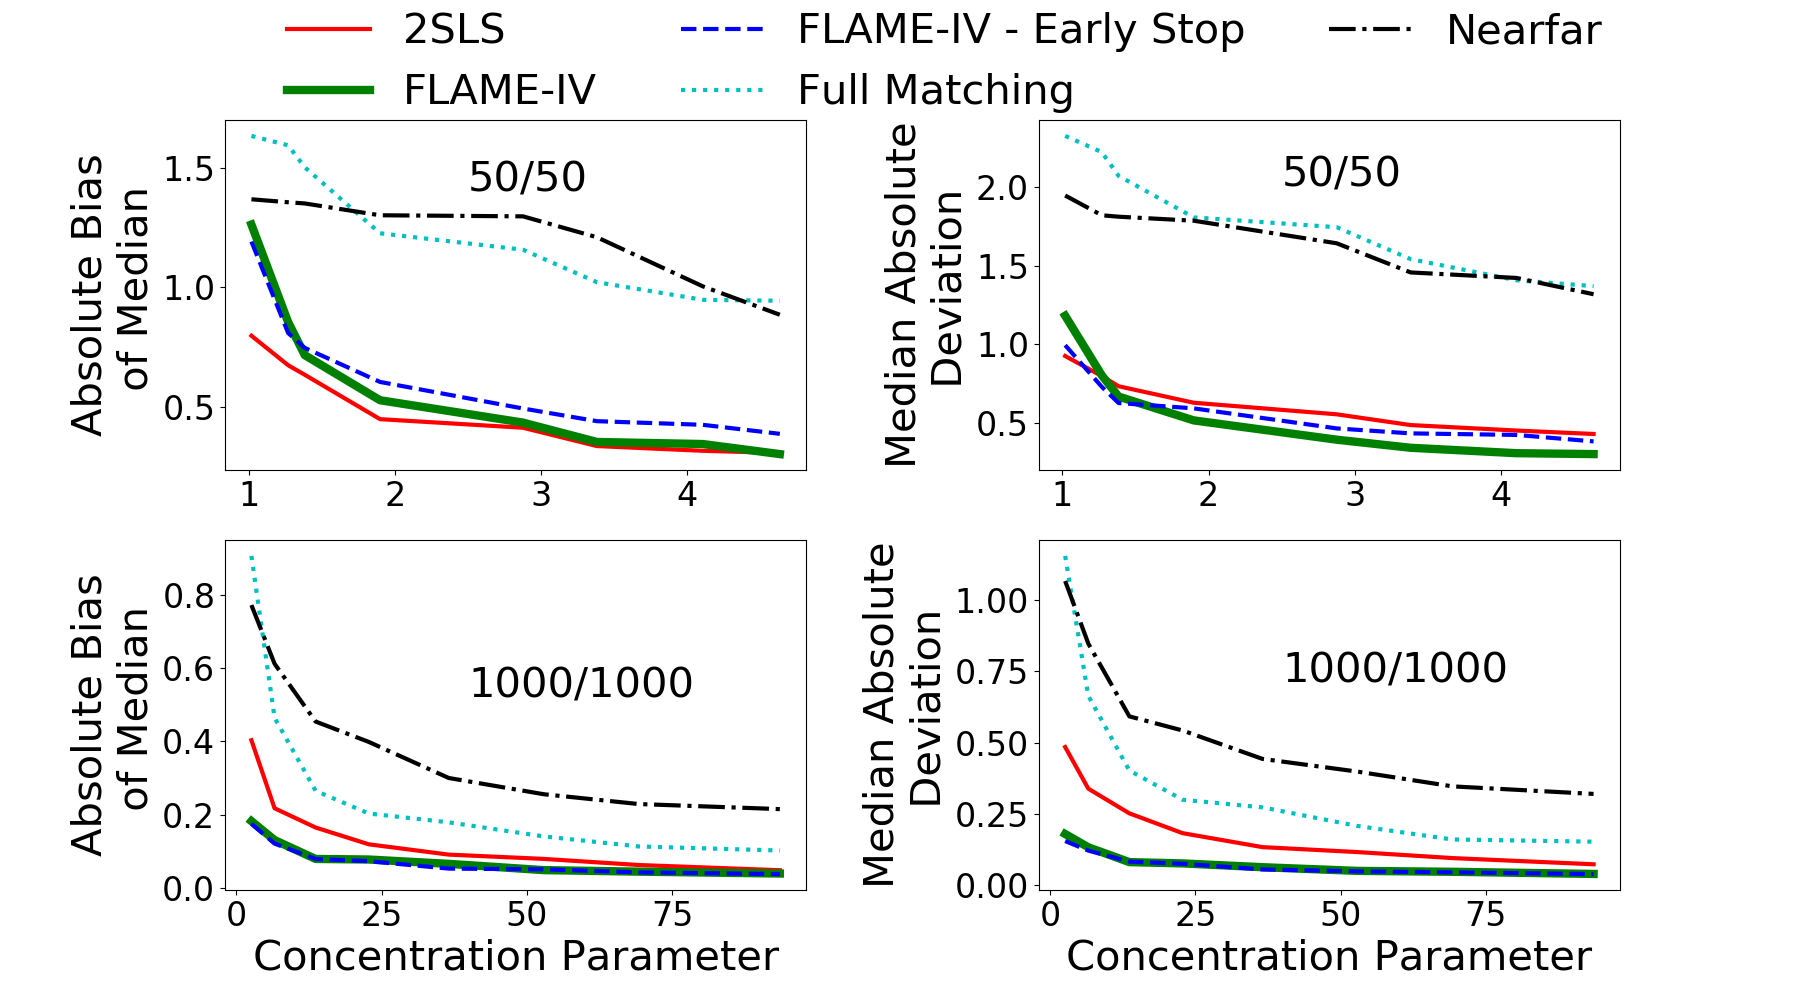 2SLS
FLAME-IV - Early Stop
Nearfar
FLAME-IV
Full Matching
Absolute Bias
of Median
1.5
1.0
0.5
50/50
1 2 3 4
Median Absolute
Deviation
2.0
1.5
1.0
0.5
50/50
1 2 3 4
Absolute Bias
of Median
0.8
0.6
0.4
0.2
0.0
1000/1000
0 25 50 75
Concentration Parameter
Median Absolute
Deviation
1.00
0.75
0.50
0.25
0.00
1000/1000
0 25 50 75
Concentration Parameter